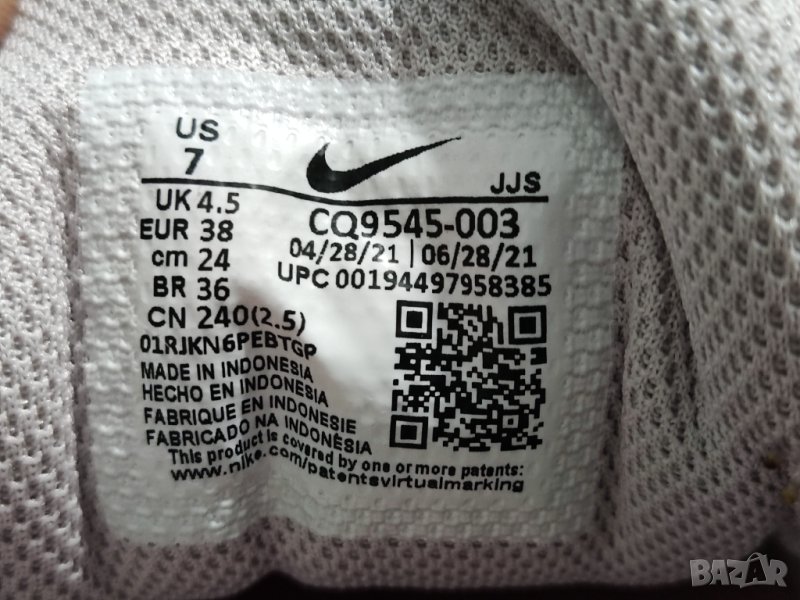 US
7
JJS
UK 4.5
EUR 38
cm 24
BR 36
CN 240(2.5)
CQ9545-003
04/28/21 | 06/28/21
UPC 00194497958385
01RJKN6PEBTGP
MADE IN INDONESIA
HECHO EN INDONESIA
FABRIQUE EN INDONESIE
FABRICADO NA INDONÈSIA
This product is covered by one or more patents:
www.nike.com/patentsvirtualmarking
BAZAR